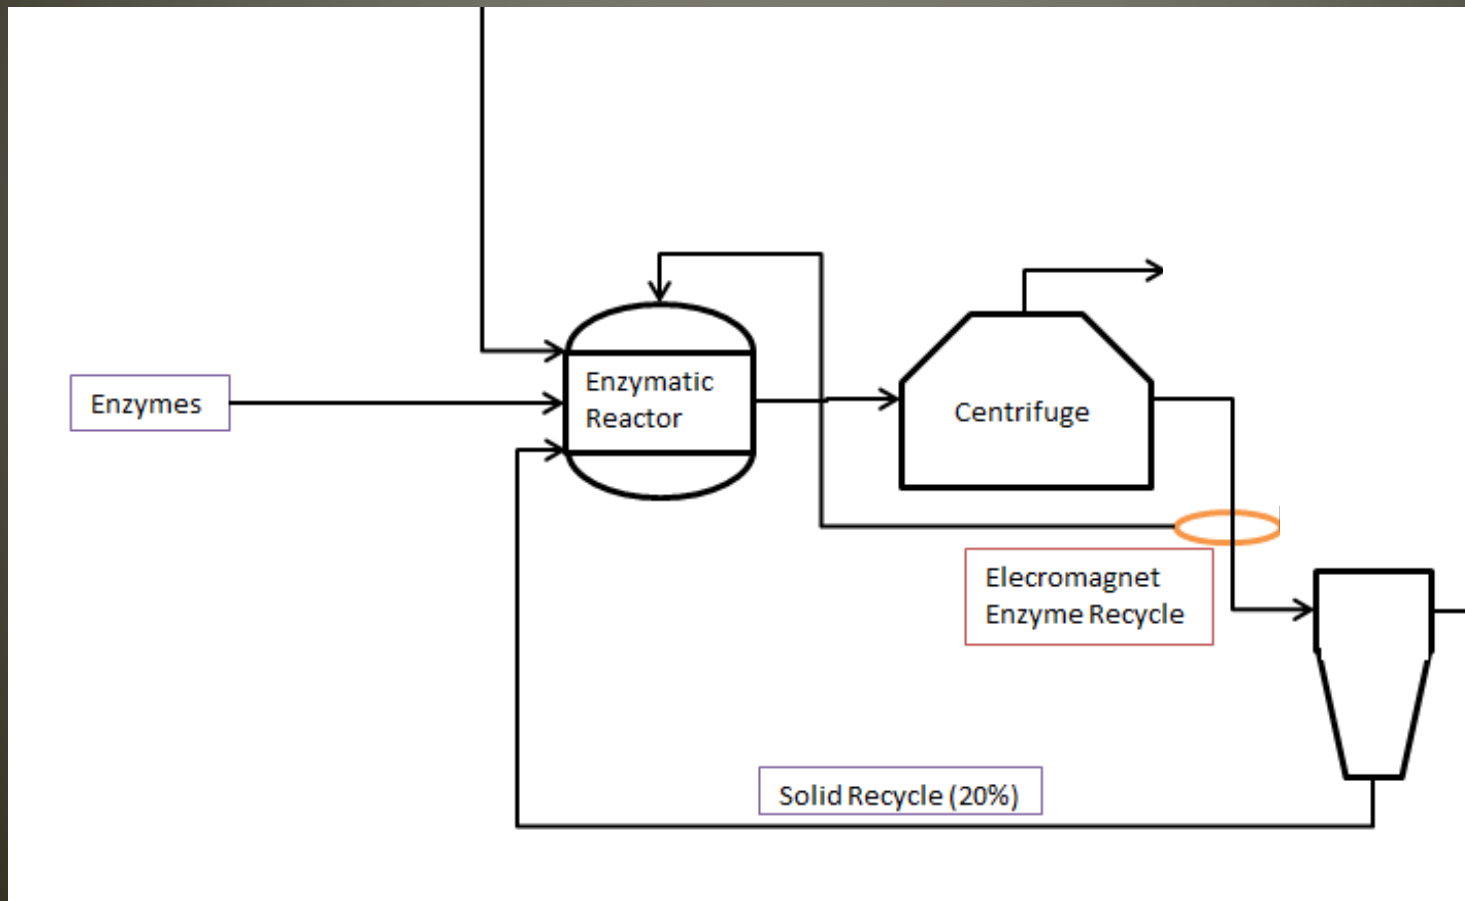 Enzymes
Enzymatic
Reactor
Centrifuge
Elecromagnet
Enzyme Recycle
Solid Recycle (20%)